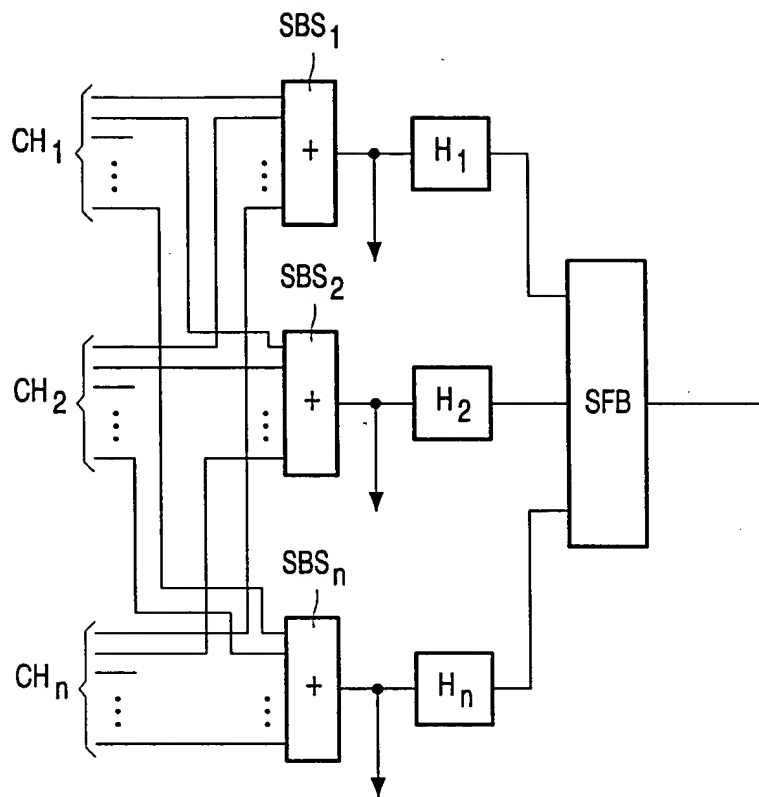 SBS₁
CH₁
+
H₁
SBS₂
CH₂
+
H₂
SFB
SBSₙ
CHₙ
+
Hₙ